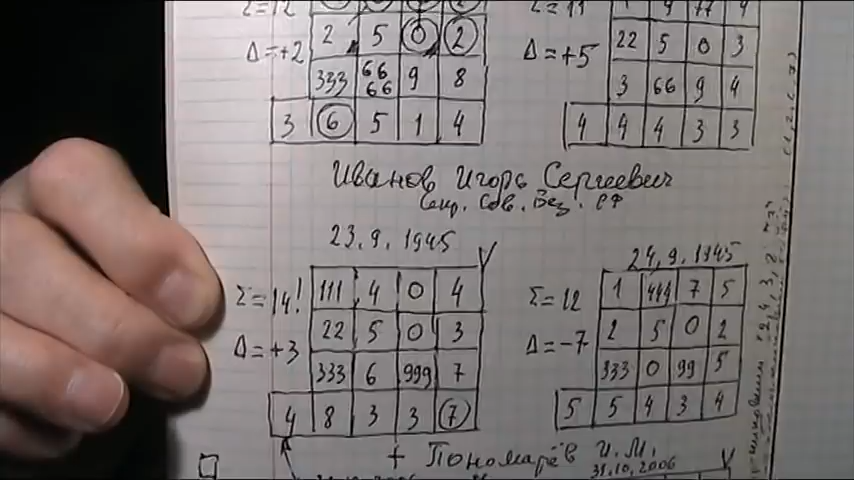 Σ=12
Δ=+2 2 5 0 2
333 66 66 9 8
3 6 5 1 4
Σ=11 1 4 77 4
Δ=+5 22 5 0 3
3 66 9 4
4 4 4 3 3
Иванов Игорь Сергеевич
Секр. Сов. Без. РФ
23.9.1945
Σ=14! 111 4 0 4
Δ=+3 22 5 0 3
333 6 999 7
4 8 3 3 7
24.9.1945
Σ=12 1 444 7 5
Δ=-7 2 5 0 2
333 0 99 5
5 5 4 3 4
+ Пономарёв И.М.
31.10.2006